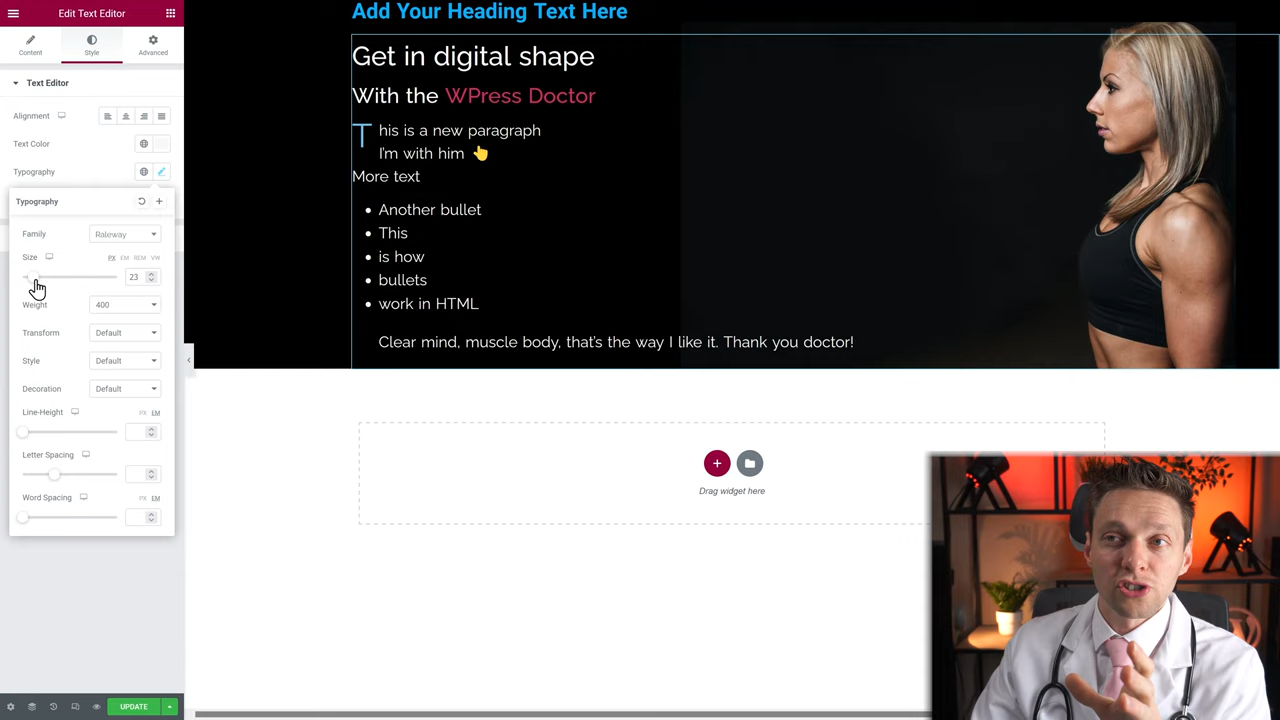 Edit Text Editor
Content
Style
Advanced
Text Editor
Alignment
Text Color
Typography
Typography
Family
Raleway
Size
PX EM REM VW
23
Weight
400
Transform
Default
Style
Default
Decoration
Default
Line-Height
PX EM
Letter Spacing
Word Spacing
PX EM
UPDATE
Add Your Heading Text Here
Get in digital shape
With the WPress Doctor
This is a new paragraph
I'm with him 👆
More text
• Another bullet
• This
• is how
• bullets
• work in HTML
Clear mind, muscle body, that's the way I like it. Thank you doctor!
Drag widget here